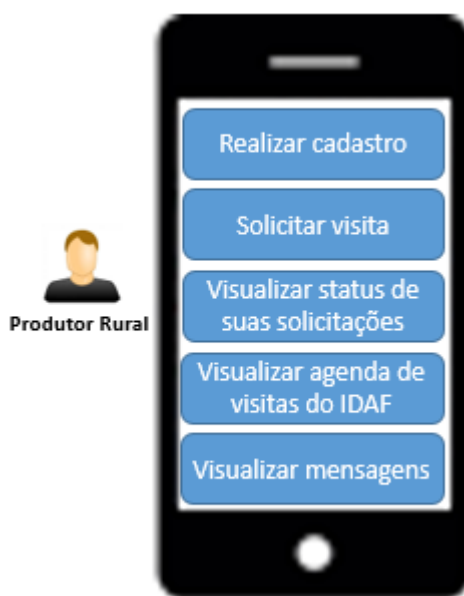 Realizar cadastro
Solicitar visita
Visualizar status de
suas solicitações
Produtor Rural
Visualizar agenda de
visitas do IDAF
Visualizar mensagens